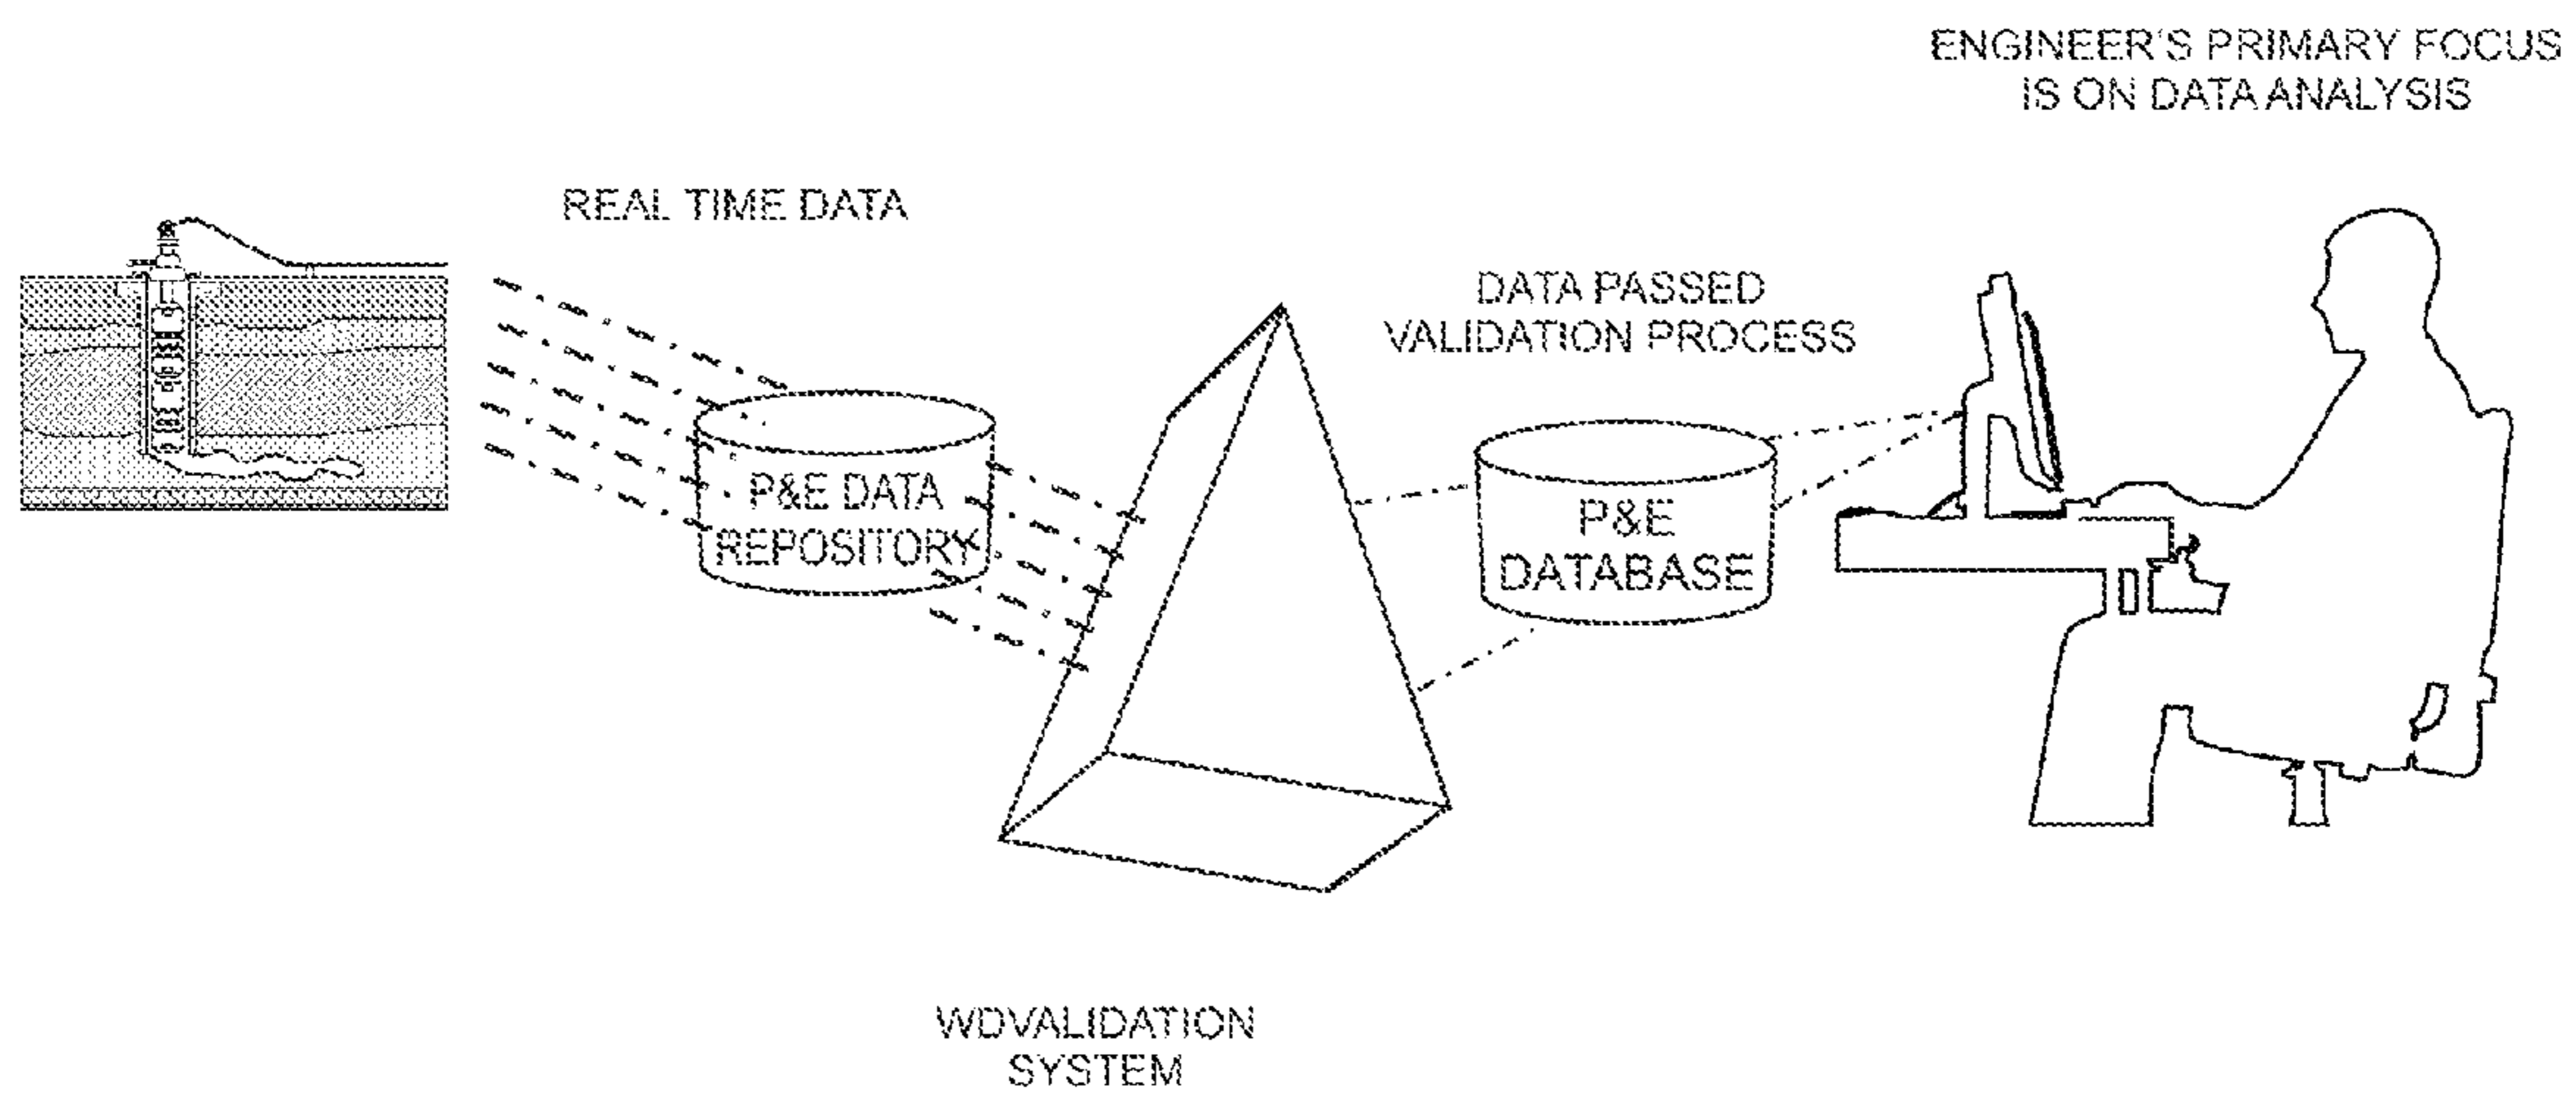 ENGINEER'S PRIMARY FOCUS
IS ON DATA ANALYSIS
REAL TIME DATA
DATA PASSED
VALIDATION PROCESS
P&E DATA
REPOSITORY
P&E
DATABASE
WDVALIDATION
SYSTEM